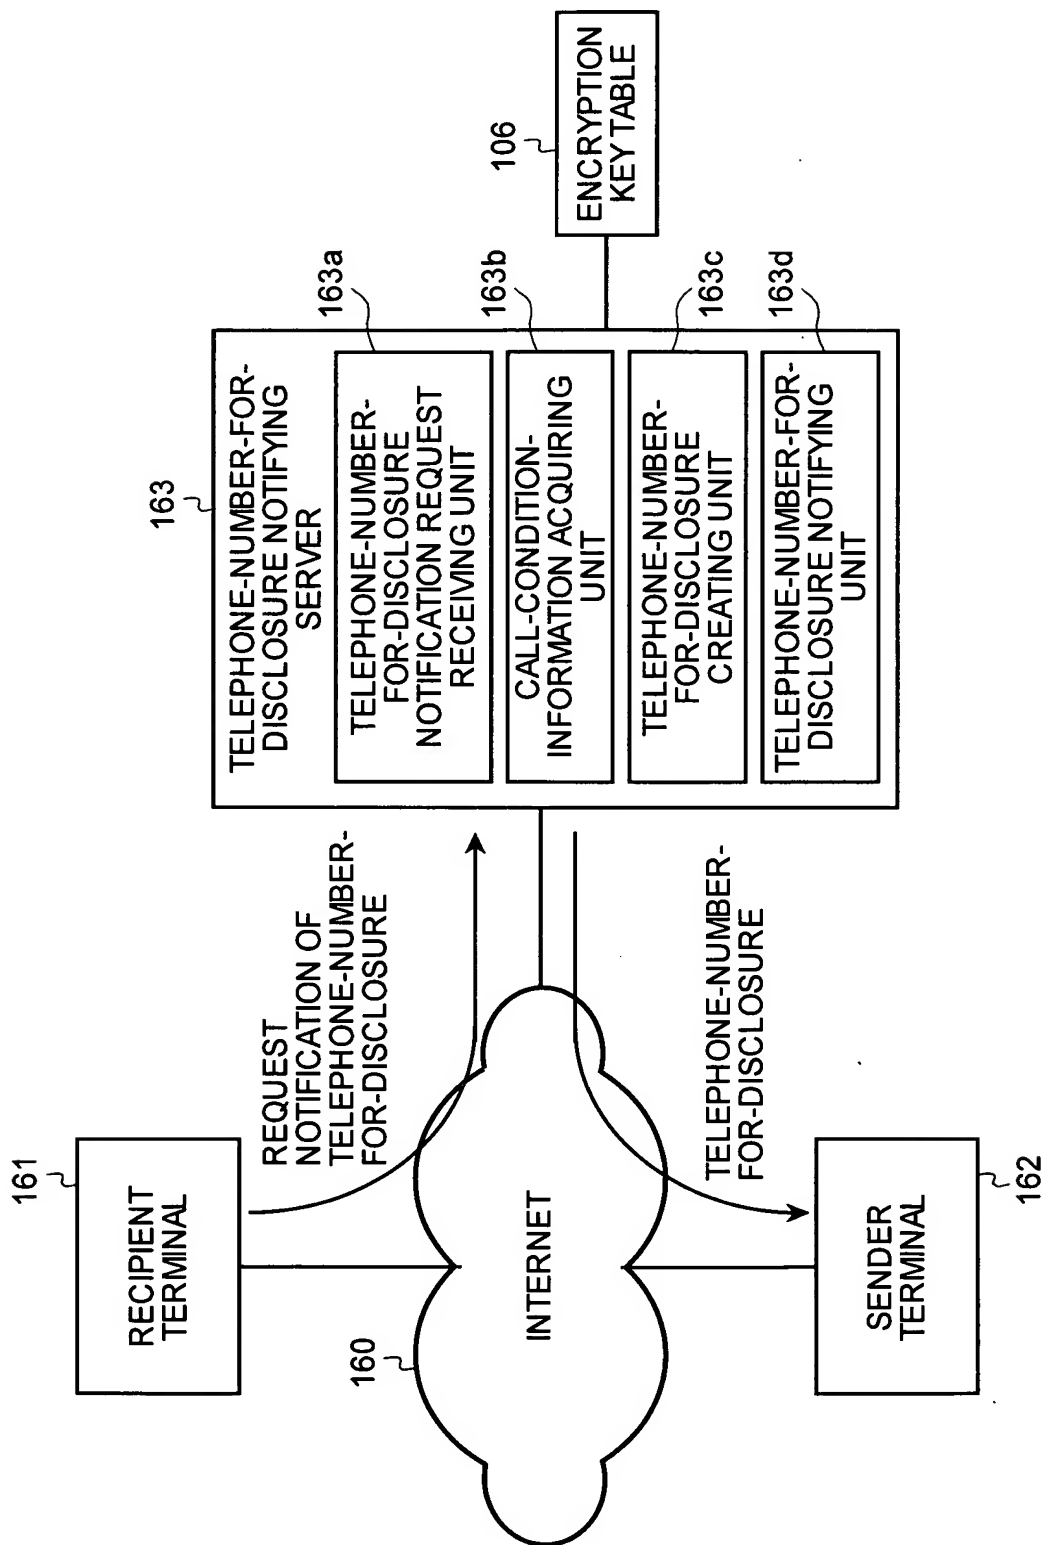 161
RECIPIENT
TERMINAL
REQUEST
NOTIFICATION OF
TELEPHONE-NUMBER-
FOR-DISCLOSURE
160
INTERNET
TELEPHONE-NUMBER-
FOR-DISCLOSURE
SENDER
TERMINAL
162
163
TELEPHONE-NUMBER-FOR-
DISCLOSURE NOTIFYING
SERVER
163a
TELEPHONE-NUMBER-
FOR-DISCLOSURE
NOTIFICATION REQUEST
RECEIVING UNIT
163b
CALL-CONDITION-
INFORMATION ACQUIRING
UNIT
163c
TELEPHONE-NUMBER-
FOR-DISCLOSURE
CREATING UNIT
163d
TELEPHONE-NUMBER-FOR-
DISCLOSURE NOTIFYING
UNIT
106
ENCRYPTION
KEY TABLE